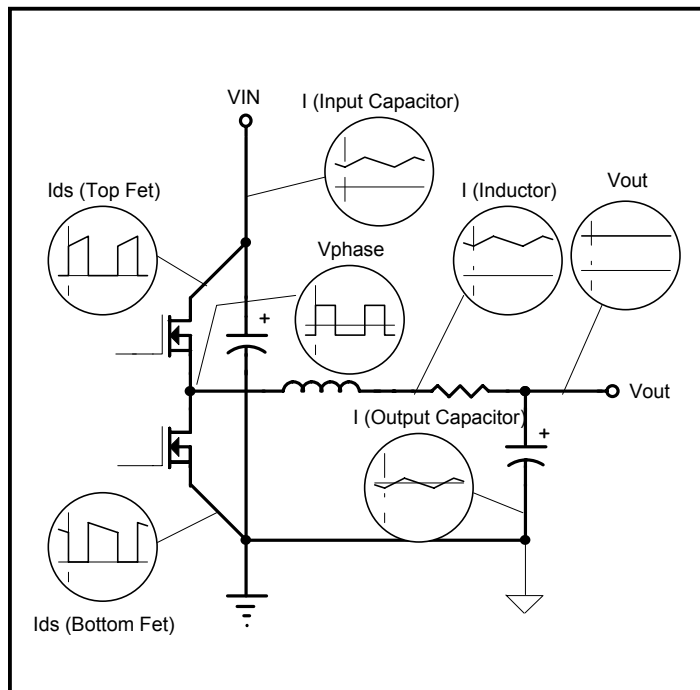 VIN
I (Input Capacitor)
Ids (Top Fet)
I (Inductor)
Vout
Vphase
+
Vout
I (Output Capacitor)
+
Ids (Bottom Fet)